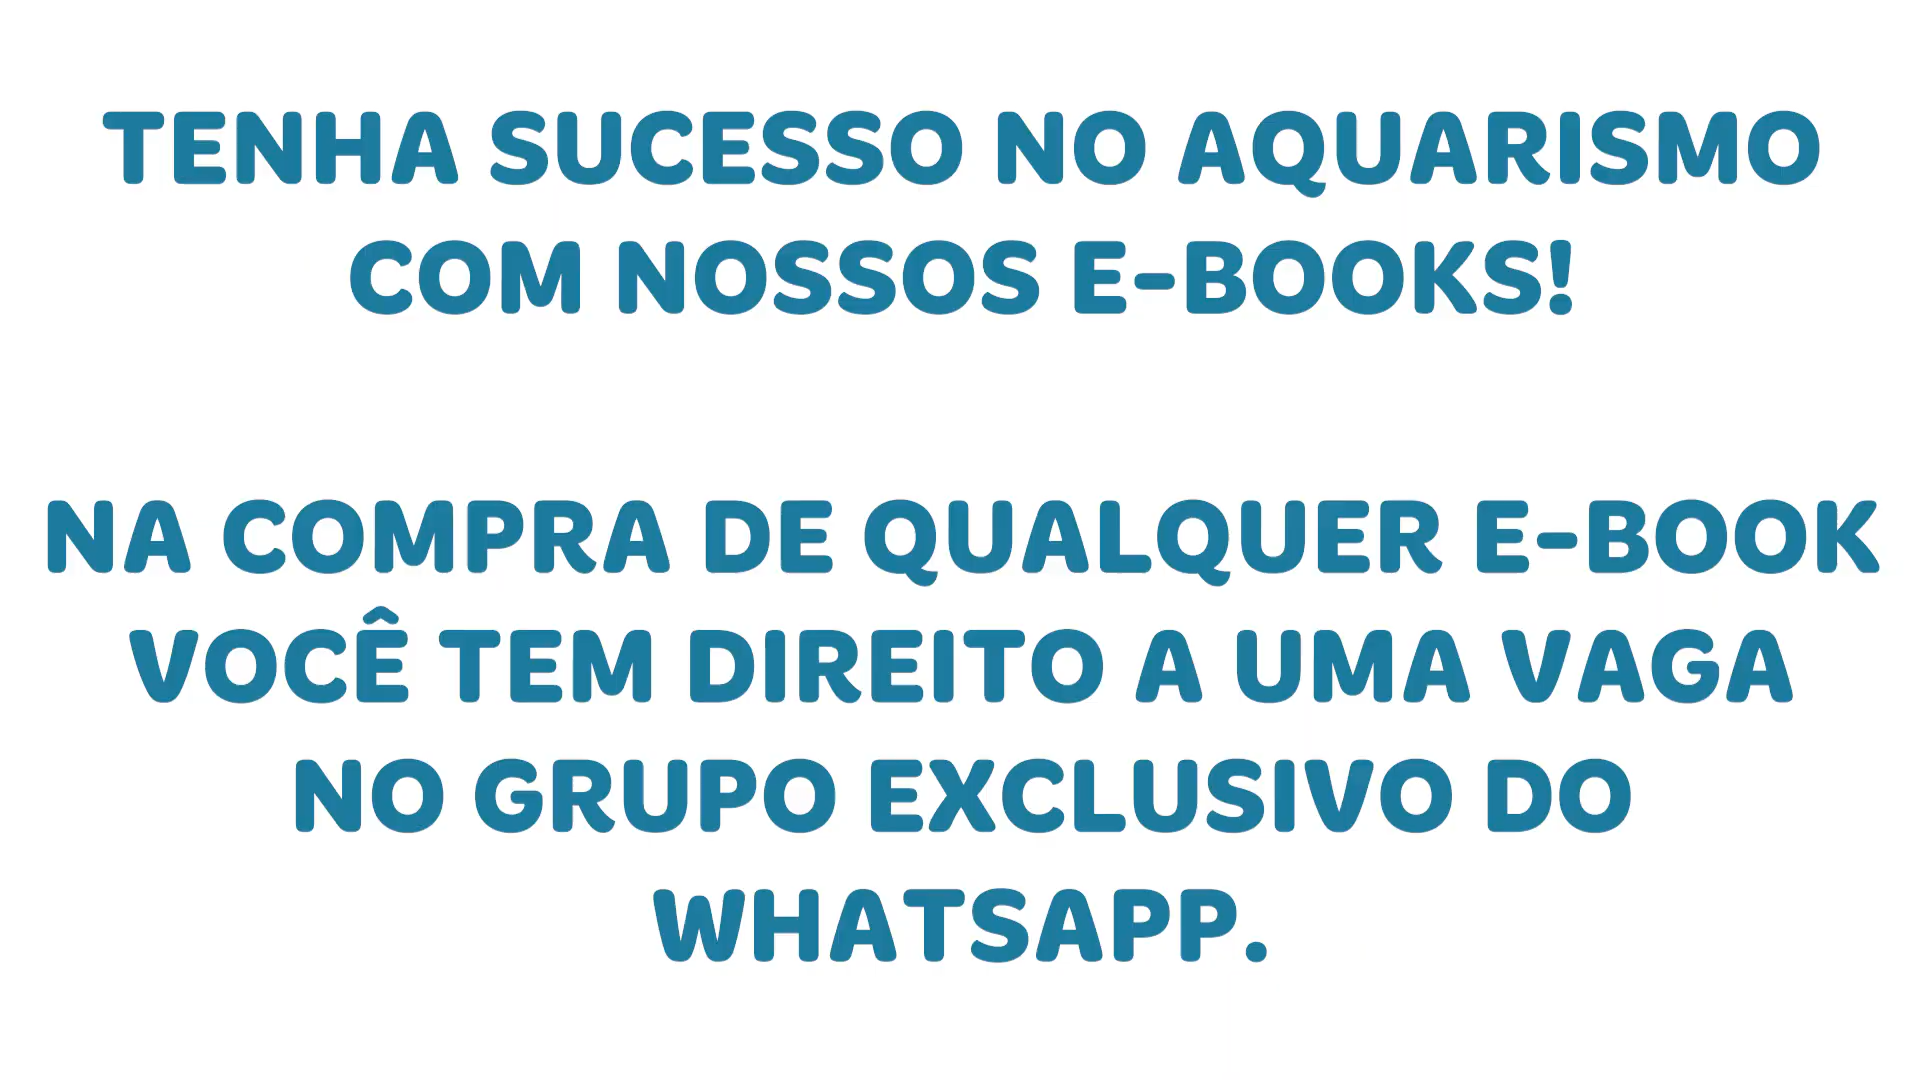 TENHA SUCESSO NO AQUARISMO
COM NOSSOS E-BOOKS!
NA COMPRA DE QUALQUER E-BOOK
VOCÊ TEM DIREITO A UMA VAGA
NO GRUPO EXCLUSIVO DO
WHATSAPP.